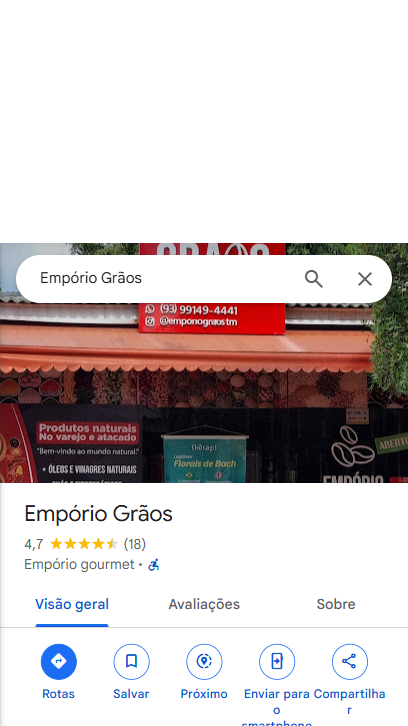 GRÃOS
Empório Grãos
(93) 99149-4441
@emporiograostm
Produtos naturais
No varejo e atacado
"Bem-vindo ao mundo natural."
• ÓLEOS E VINAGRES NATURAIS
Thérapi
Florais de Bach
ABERTO
EMPÓRIO
Empório Grãos
4,7 (18)
Empório gourmet •
Visão geral
Avaliações
Sobre
Rotas
Salvar
Próximo
Enviar para
o
smartphone
Compartilha
r